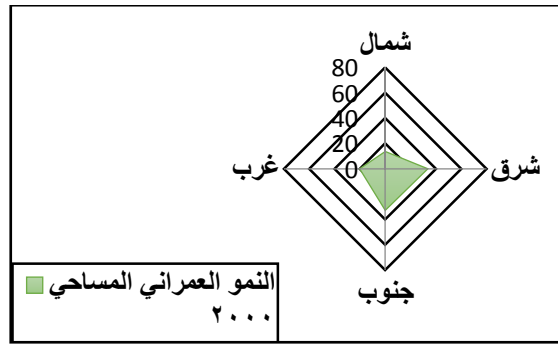 شمال
80
60
40
20
0
غرب
شرق
جنوب
النمو العمراني المساحي
٢٠٠٠